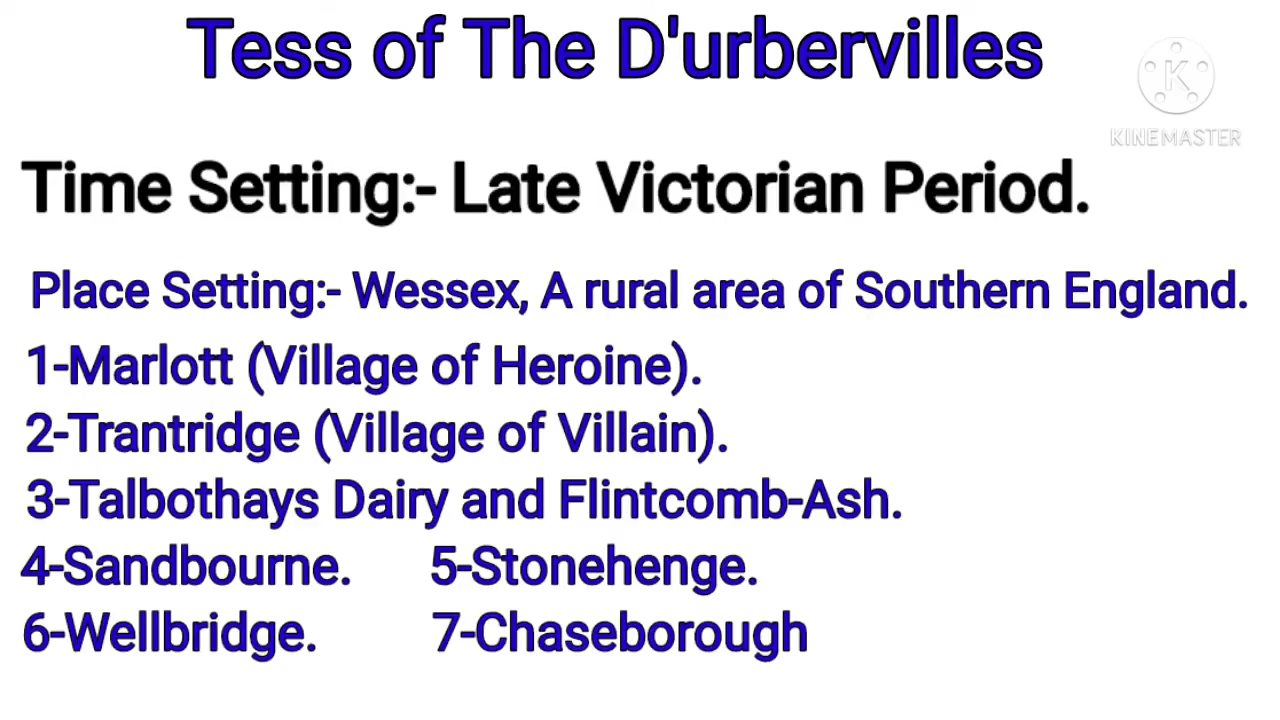 Tess of The D'urbervilles
K
KINEMASTER
Time Setting:- Late Victorian Period.
Place Setting:- Wessex, A rural area of Southern England.
1-Marlott (Village of Heroine).
2-Trantridge (Village of Villain).
3-Talbothays Dairy and Flintcomb-Ash.
4-Sandbourne. 5-Stonehenge.
6-Wellbridge. 7-Chaseborough